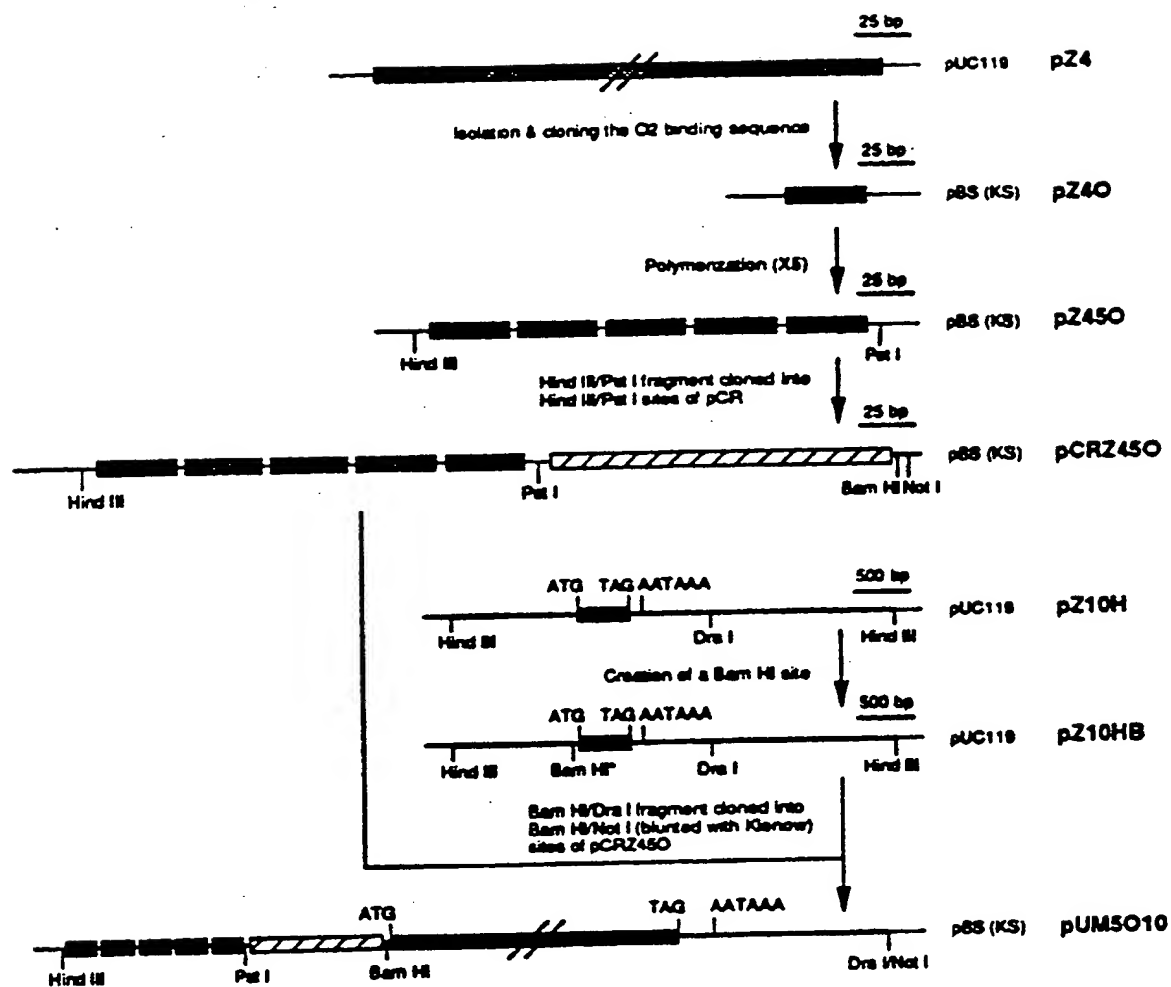 25 bp
pUC119 pZ4
Isolation & cloning the O2 binding sequence
25 bp
pBS (KS) pZ4O
Polymerization (X5)
25 bp
pBS (KS) pZ45O
Hind III Pst I
Hind III/Pst I fragment cloned into
Hind III/Pst I sites of pCR
25 bp
pBS (KS) pCRZ45O
Hind III Pst I Bam HI Not I
ATG TAG AATAAA 500 bp
pUC119 pZ10H
Hind III Dra I Hind III
Creation of a Bam HI site
500 bp
ATG TAG AATAAA
pUC119 pZ10HB
Hind III Bam HI* Dra I Hind III
Bam HI/Dra I fragment cloned into
Bam HI/Not I (blunted with Klenow)
sites of pCRZ45O
ATG TAG AATAAA
pBS (KS) pUM5O10
Hind III Pst I Bam HI Dra I/Not I